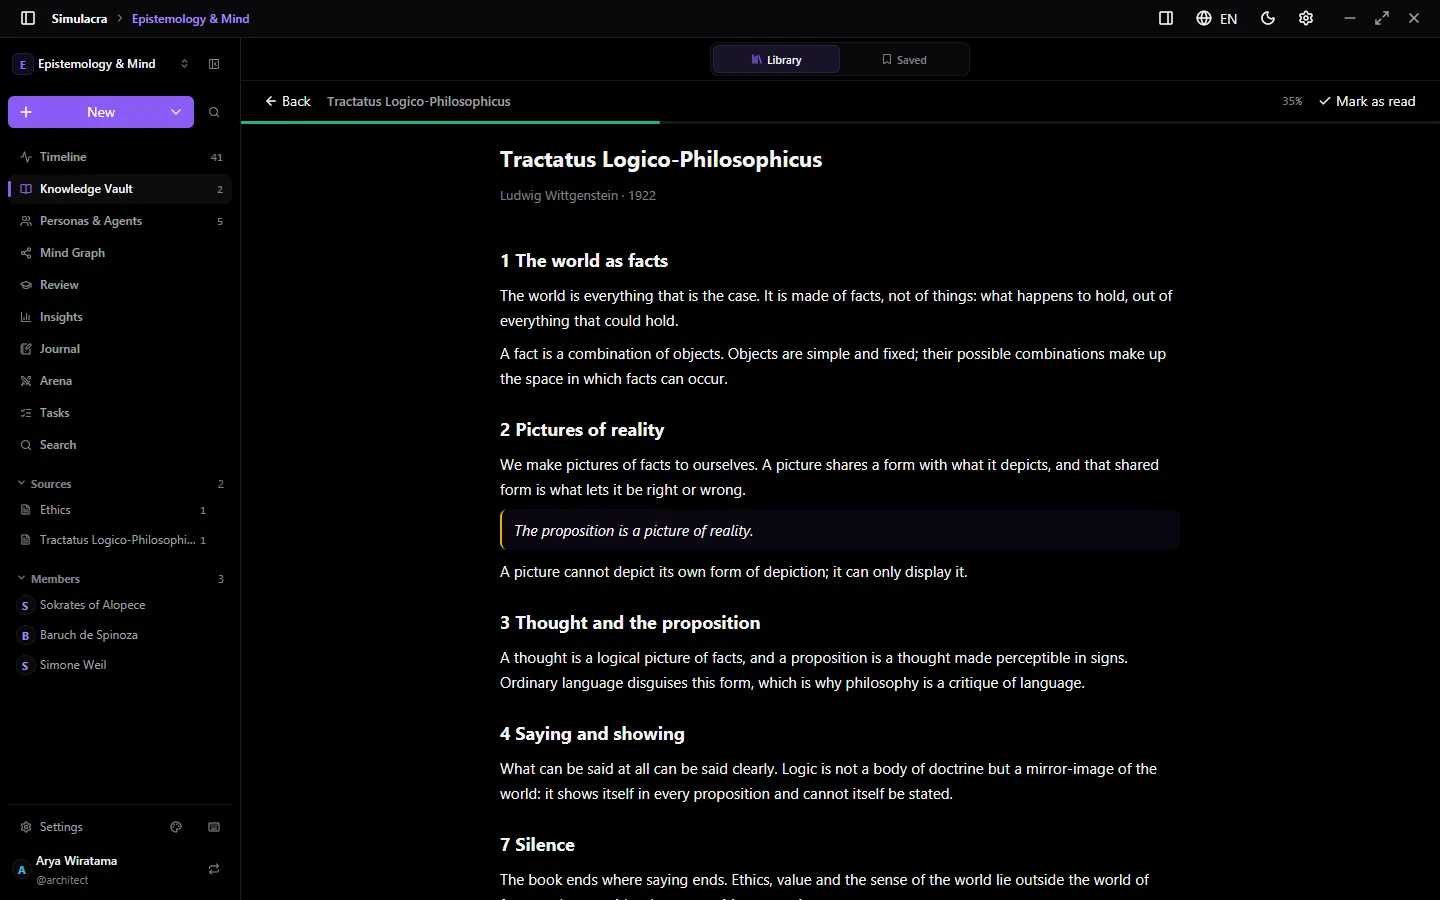 Simulacra > Epistemology & Mind
EN
E Epistemology & Mind
Library
Saved
New
Back
Tractatus Logico-Philosophicus
35%
Mark as read
Timeline 41
Knowledge Vault 2
Personas & Agents 5
Mind Graph
Review
Insights
Journal
Arena
Tasks
Search
Sources 2
Ethics 1
Tractatus Logico-Philosophi... 1
Members 3
S Sokrates of Alopece
B Baruch de Spinoza
S Simone Weil
Settings
A Arya Wiratama
@architect
Tractatus Logico-Philosophicus
Ludwig Wittgenstein · 1922
1 The world as facts
The world is everything that is the case. It is made of facts, not of things: what happens to hold, out of
everything that could hold.
A fact is a combination of objects. Objects are simple and fixed; their possible combinations make up
the space in which facts can occur.
2 Pictures of reality
We make pictures of facts to ourselves. A picture shares a form with what it depicts, and that shared
form is what lets it be right or wrong.
The proposition is a picture of reality.
A picture cannot depict its own form of depiction; it can only display it.
3 Thought and the proposition
A thought is a logical picture of facts, and a proposition is a thought made perceptible in signs.
Ordinary language disguises this form, which is why philosophy is a critique of language.
4 Saying and showing
What can be said at all can be said clearly. Logic is not a body of doctrine but a mirror-image of the
world: it shows itself in every proposition and cannot itself be stated.
7 Silence
The book ends where saying ends. Ethics, value and the sense of the world lie outside the world of